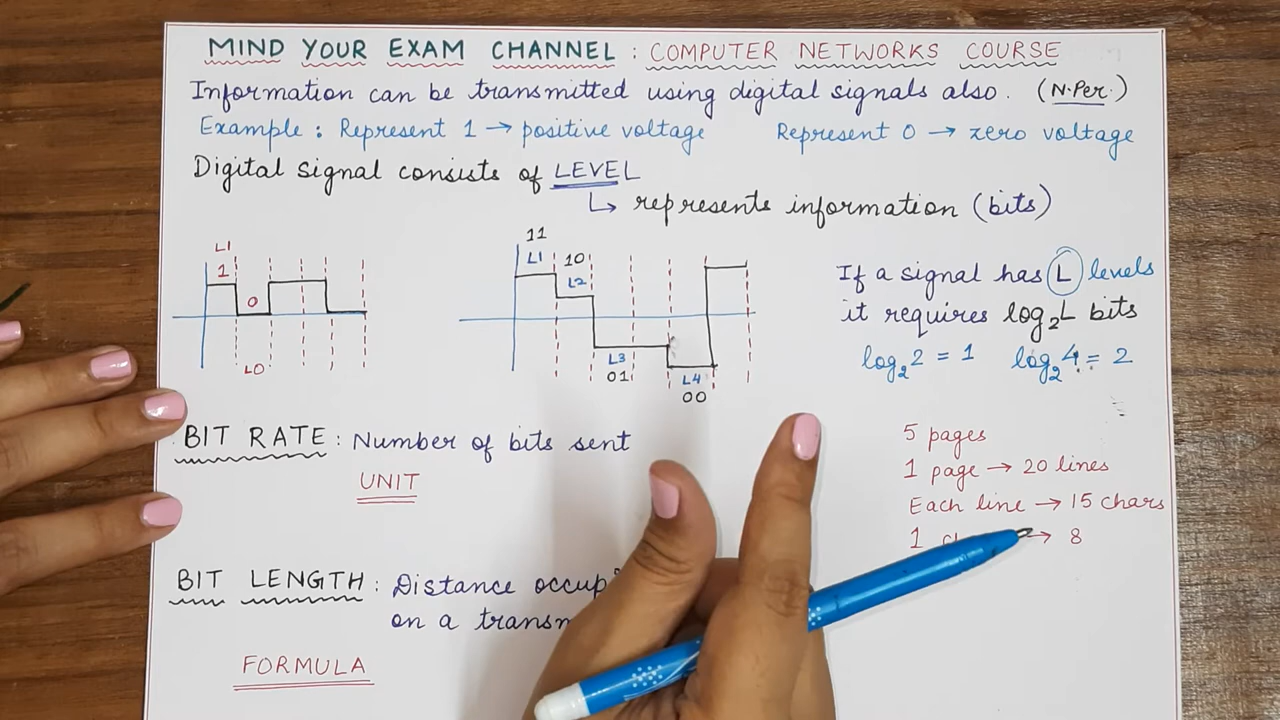 MIND YOUR EXAM CHANNEL : COMPUTER NETWORKS COURSE
Information can be transmitted using digital signals also. (N.Per.)
Example : Represent 1 → positive voltage Represent 0 → zero voltage
Digital signal consists of LEVEL
↳ represents information (bits)
L1
1
0
L0
11
L1
10
L2
L3
01
L4
00
If a signal has L levels
it requires log₂L bits
log₂2 = 1 log₂4 = 2
BIT RATE : Number of bits sent
UNIT
5 pages
1 page → 20 lines
Each line → 15 chars
1 → 8
BIT LENGTH : Distance
on a
FORMULA